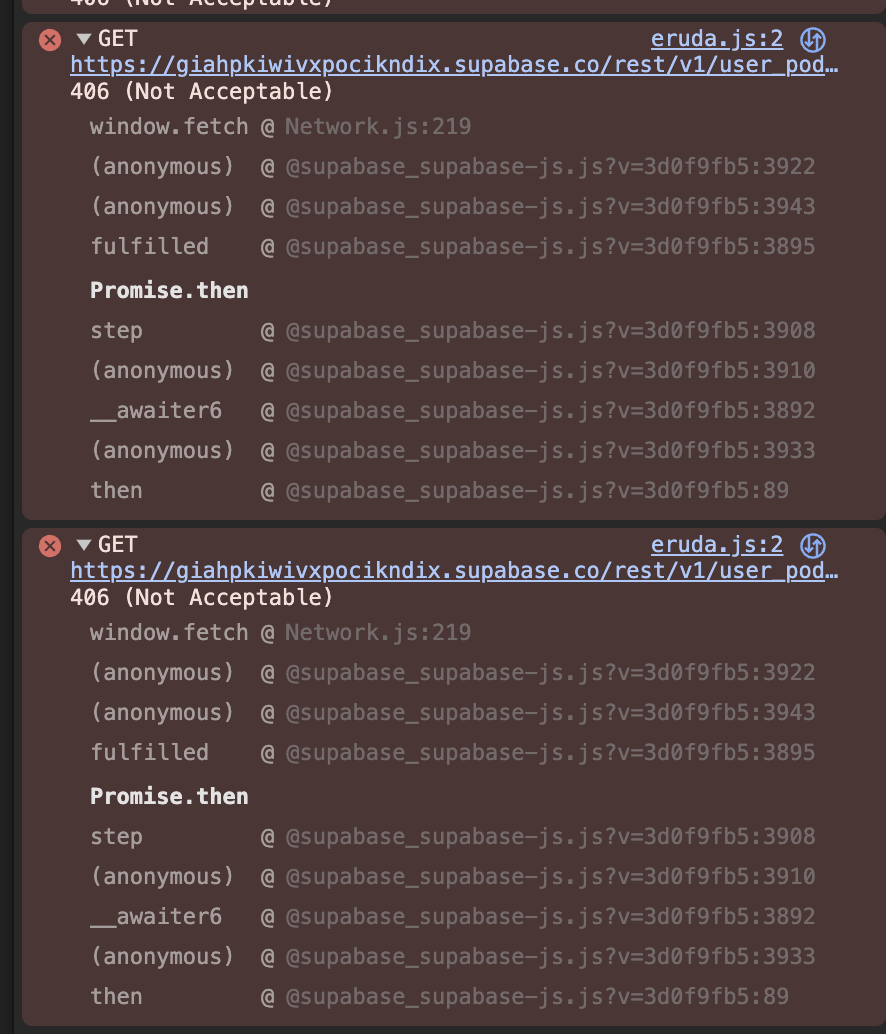 406 (Not Acceptable)
GET eruda.js:2
https://giahpkiwivxpocikndix.supabase.co/rest/v1/user_pod…
406 (Not Acceptable)
window.fetch @ Network.js:219
(anonymous) @ @supabase_supabase-js.js?v=3d0f9fb5:3922
(anonymous) @ @supabase_supabase-js.js?v=3d0f9fb5:3943
fulfilled @ @supabase_supabase-js.js?v=3d0f9fb5:3895
Promise.then
step @ @supabase_supabase-js.js?v=3d0f9fb5:3908
(anonymous) @ @supabase_supabase-js.js?v=3d0f9fb5:3910
__awaiter6 @ @supabase_supabase-js.js?v=3d0f9fb5:3892
(anonymous) @ @supabase_supabase-js.js?v=3d0f9fb5:3933
then @ @supabase_supabase-js.js?v=3d0f9fb5:89
GET eruda.js:2
https://giahpkiwivxpocikndix.supabase.co/rest/v1/user_pod…
406 (Not Acceptable)
window.fetch @ Network.js:219
(anonymous) @ @supabase_supabase-js.js?v=3d0f9fb5:3922
(anonymous) @ @supabase_supabase-js.js?v=3d0f9fb5:3943
fulfilled @ @supabase_supabase-js.js?v=3d0f9fb5:3895
Promise.then
step @ @supabase_supabase-js.js?v=3d0f9fb5:3908
(anonymous) @ @supabase_supabase-js.js?v=3d0f9fb5:3910
__awaiter6 @ @supabase_supabase-js.js?v=3d0f9fb5:3892
(anonymous) @ @supabase_supabase-js.js?v=3d0f9fb5:3933
then @ @supabase_supabase-js.js?v=3d0f9fb5:89